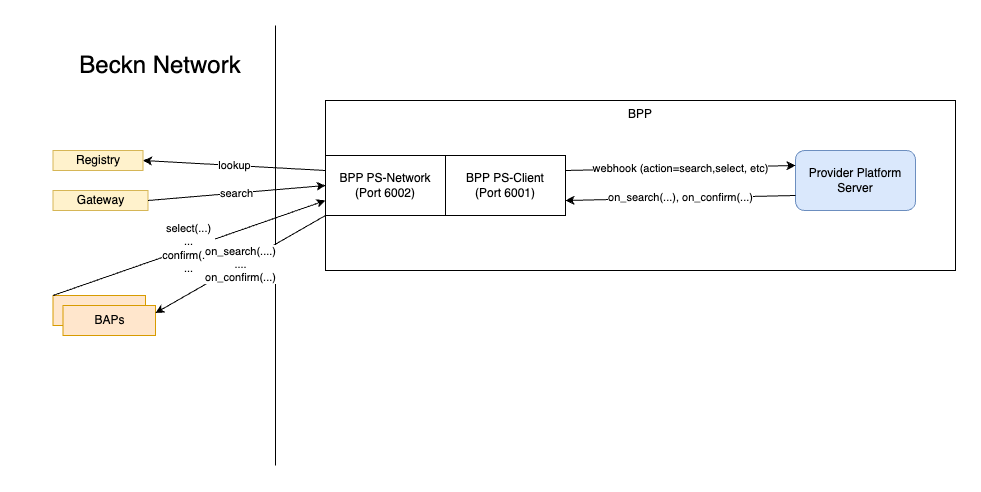 Beckn Network
BPP
Registry
lookup
Gateway
search
BPP PS-Network
(Port 6002)
BPP PS-Client
(Port 6001)
webhook (action=search,select, etc)
on_search(...), on_confirm(...)
Provider Platform
Server
select(...)
...
confirm(.
...
on_search(....)
....
on_confirm(...)
BAPs